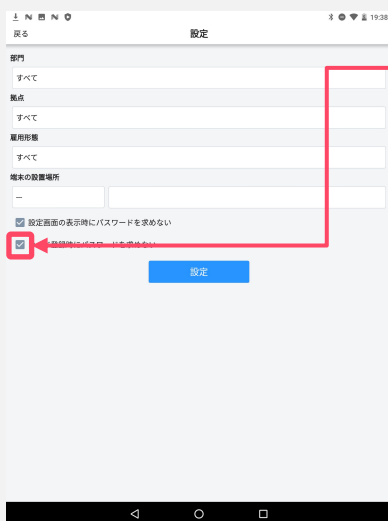 19:38
戻る 設定
部門
すべて
拠点
すべて
雇用形態
すべて
端末の設置場所
—
設定画面の表示時にパスワードを求めない
設定